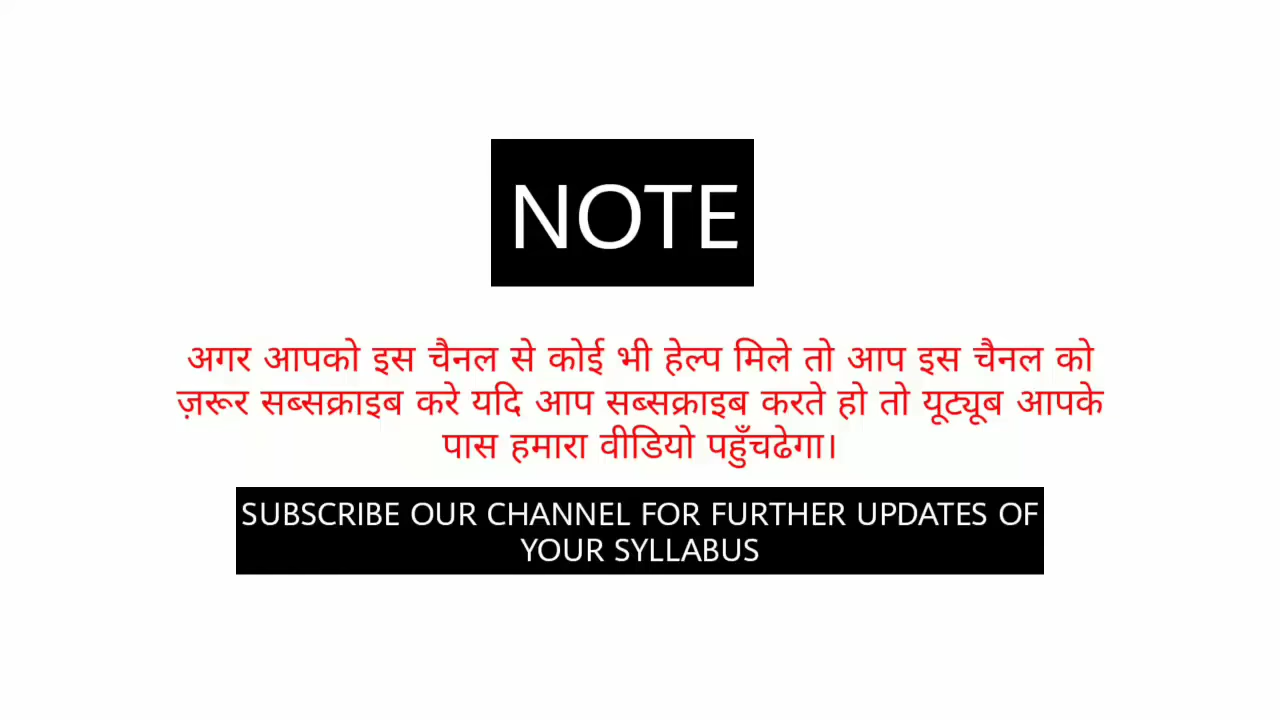 NOTE
अगर आपको इस चैनल से कोई भी हेल्प मिले तो आप इस चैनल को
ज़रूर सब्सक्राइब करे यदि आप सब्सक्राइब करते हो तो यूट्यूब आपके
पास हमारा वीडियो पहुँचढेगा।
SUBSCRIBE OUR CHANNEL FOR FURTHER UPDATES OF
YOUR SYLLABUS